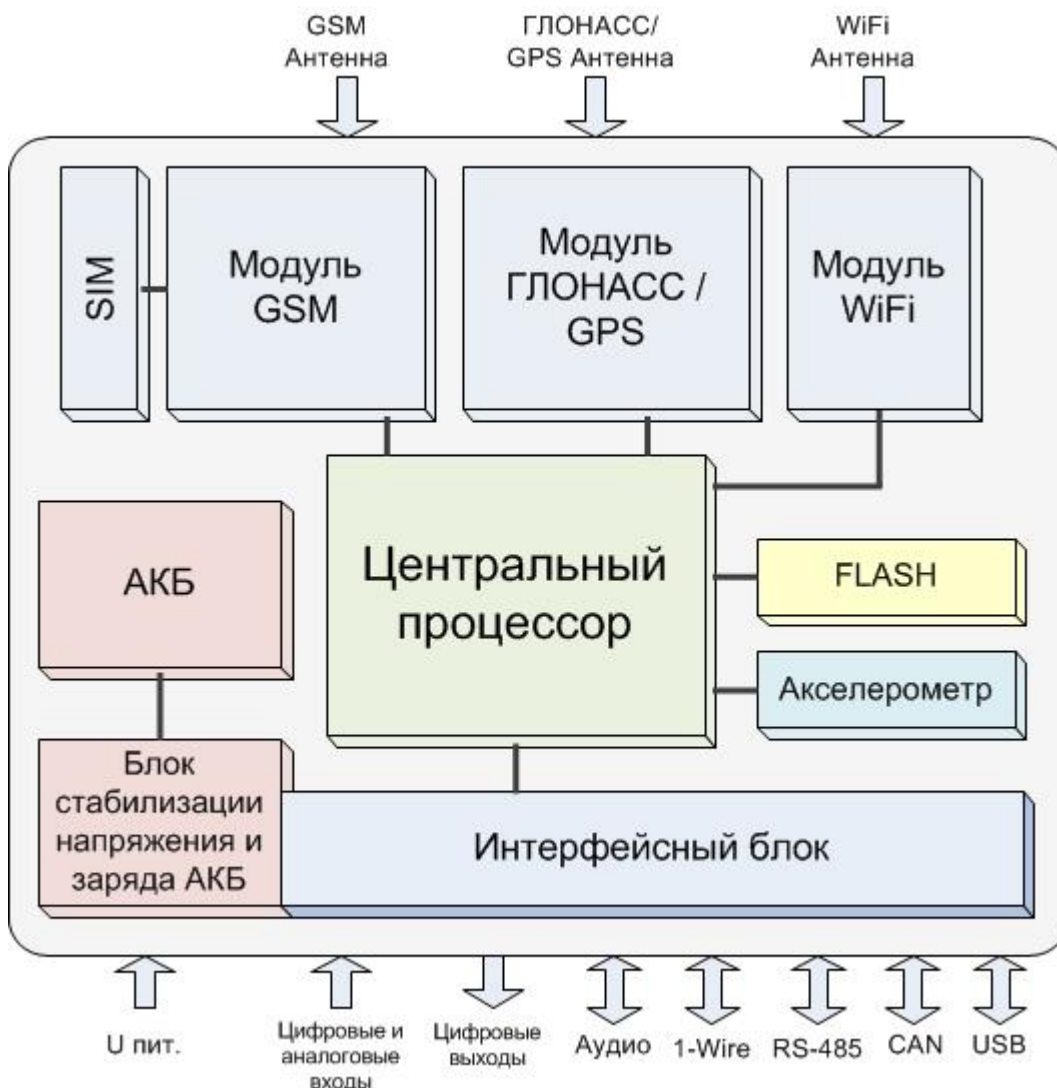 GSM
Антенна
ГЛОНАСС/
GPS Антенна
WiFi
Антенна
SIM
Модуль
GSM
Модуль
ГЛОНАСС /
GPS
Модуль
WiFi
АКБ
Центральный
процессор
FLASH
Акселерометр
Блок
стабилизации
напряжения и
заряда АКБ
Интерфейсный блок
U пит.
Цифровые и
аналоговые
входы
Цифровые
выходы
Аудио
1-Wire
RS-485
CAN
USB